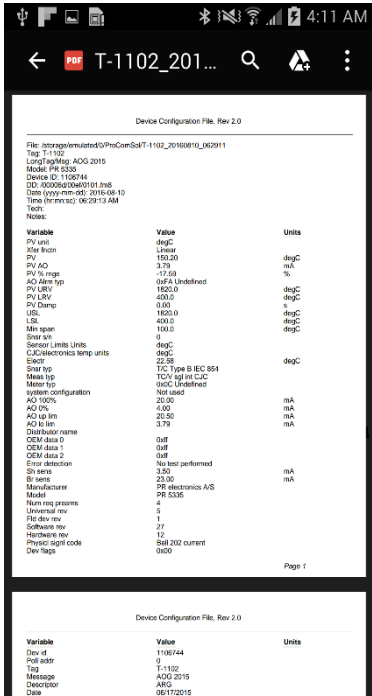 4:11 AM
PDF T-1102_201...
Device Configuration File, Rev 2.0
File: /storage/emulated/0/ProComSol/T-1102_20160810_062911
Tag: T-1102
LongTag/Msg: AOG 2015
Model: PR 5335
Device ID: 1106744
DD: /00006d/00ef/0101.fm8
Date (yyyy-mm-dd): 2016-08-10
Time (hr:mn:sc): 06:29:13 AM
Tech:
Notes:
Variable Value Units
PV unit degC
Xfer fnctn Linear
PV 150.20 degC
PV AO 3.79 mA
PV % rnge -17.59 %
AO Alrm typ 0xFA Undefined
PV URV 1820.0 degC
PV LRV 400.0 degC
PV Damp 0.00 s
USL 1820.0 degC
LSL 400.0 degC
Min span 100.0 degC
Snsr s/n 0
Sensor Limits Units degC
CJC/electronics temp units degC
Electr 22.58 degC
Snsr typ T/C Type B IEC 854
Meas typ TC/V sgl int CJC
Meter typ 0x0C Undefined
system configuration Not used
AO 100% 20.00 mA
AO 0% 4.00 mA
AO up lim 20.50 mA
AO lo lim 3.79 mA
Distributor name
OEM data 0 0xff
OEM data 1 0xff
OEM data 2 0xff
Error detection No test performed
Sh sens 3.50 mA
Br sens 23.00 mA
Manufacturer PR electronics A/S
Model PR 5335
Num req preams 4
Universal rev 5
Fld dev rev 1
Software rev 27
Hardware rev 12
Physicl signl code Bell 202 current
Dev flags 0x00
Page 1
Device Configuration File, Rev 2.0
Variable Value Units
Dev id 1106744
Poll addr 0
Tag T-1102
Message AOG 2015
Descriptor ARG
Date 06/17/2015